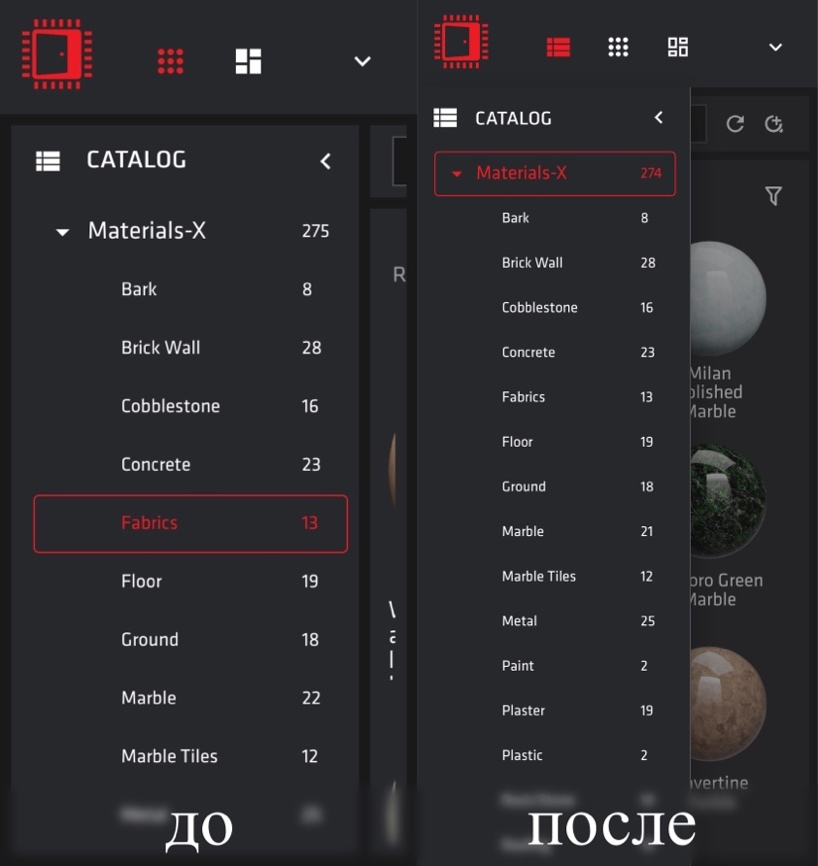 CATALOG
Materials-X 275
Bark 8
Brick Wall 28
Cobblestone 16
Concrete 23
Fabrics 13
Floor 19
Ground 18
Marble 22
Marble Tiles 12
Metal 25
R
до
CATALOG
Materials-X 274
Bark 8
Brick Wall 28
Cobblestone 16
Concrete 23
Fabrics 13
Floor 19
Ground 18
Marble 21
Marble Tiles 12
Metal 25
Paint 2
Plaster 19
Plastic 2
Milan
olished
Marble
oro Green
Marble
avertine
после